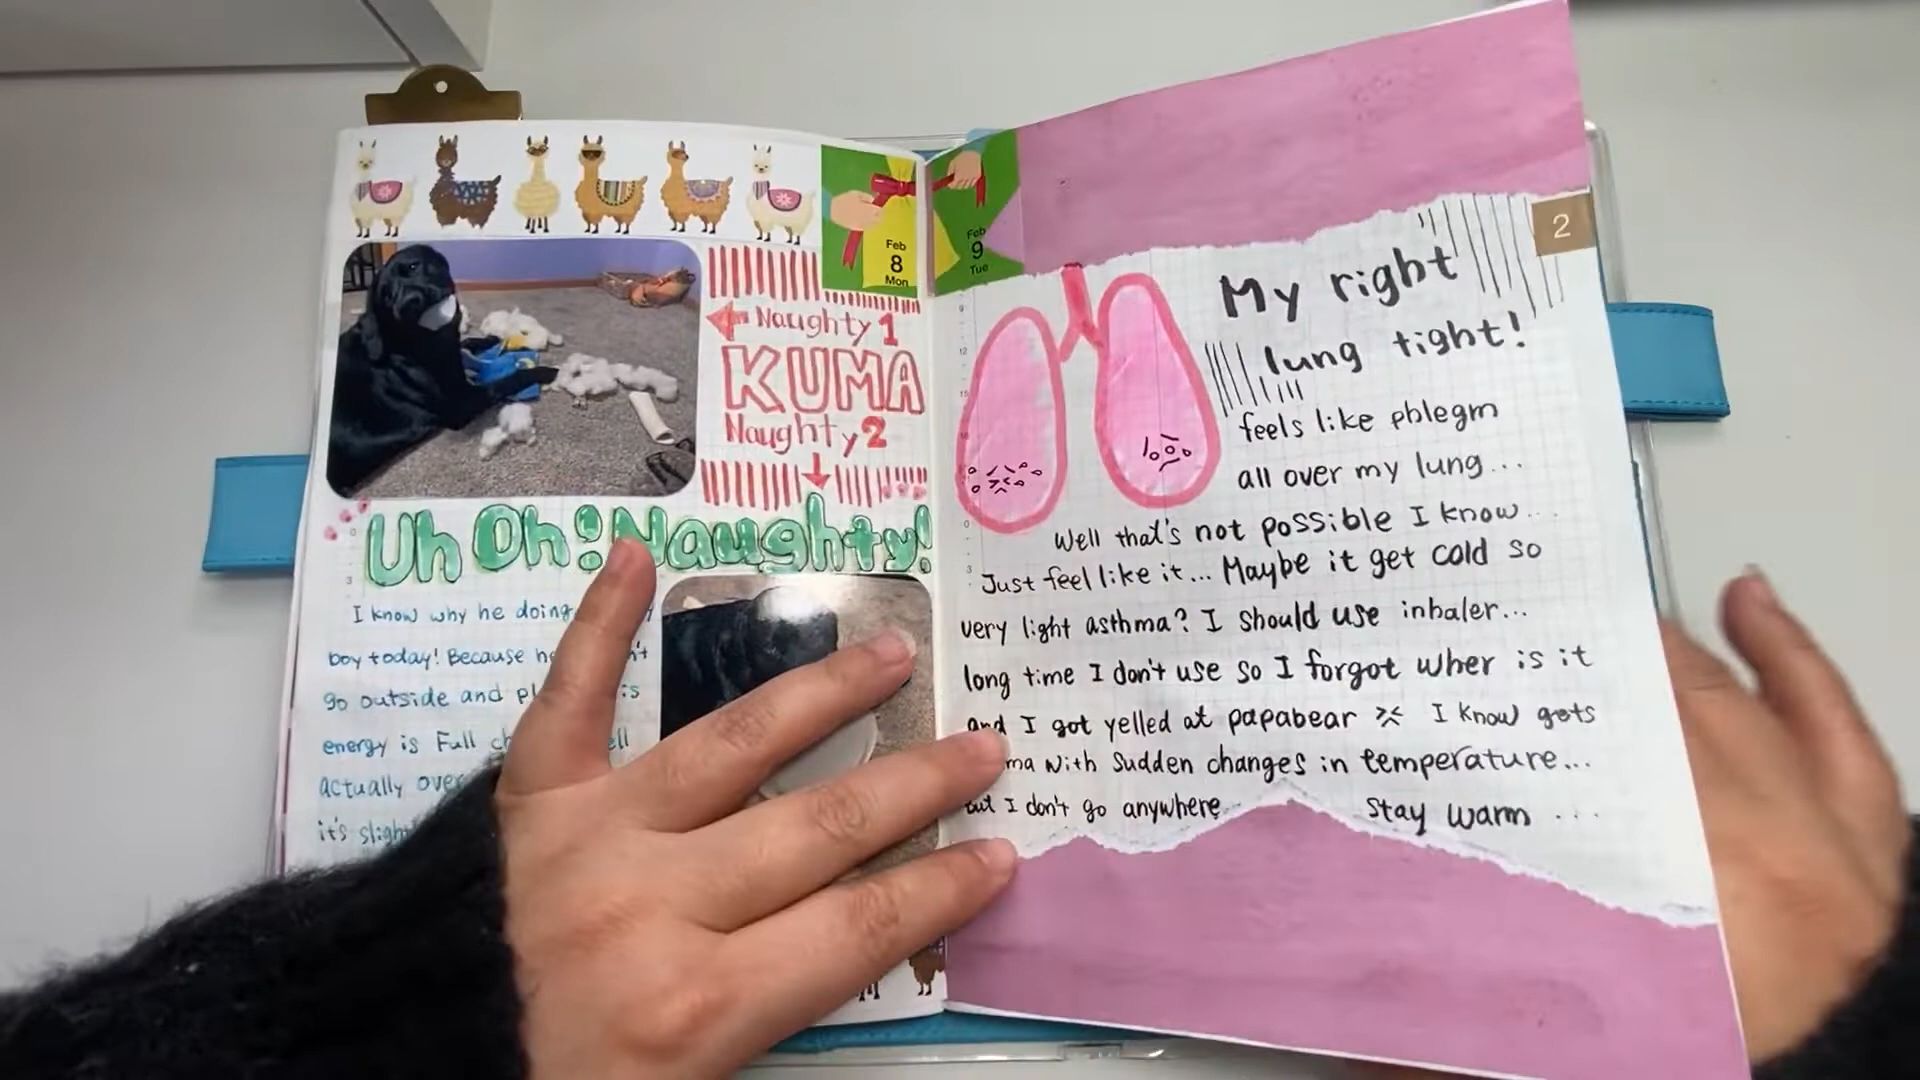 Feb
8
Mon
Naughty 1
KUMA
Naughty 2
Uh Oh! Naughty!
I know why he doing
boy today! Because
go outside and
energy is Full
actually
it's
Feb
9
Tue
2
My right
lung tight!
feels like phlegm
all over my lung...
Well that's not possible I know...
Just feel like it... Maybe it get cold so
very light asthma? I should use inhaler...
long time I don't use so I forgot wher is it
and I got yelled at papabear >< I know gets
with sudden changes in temperature...
but I don't go anywhere stay warm ...